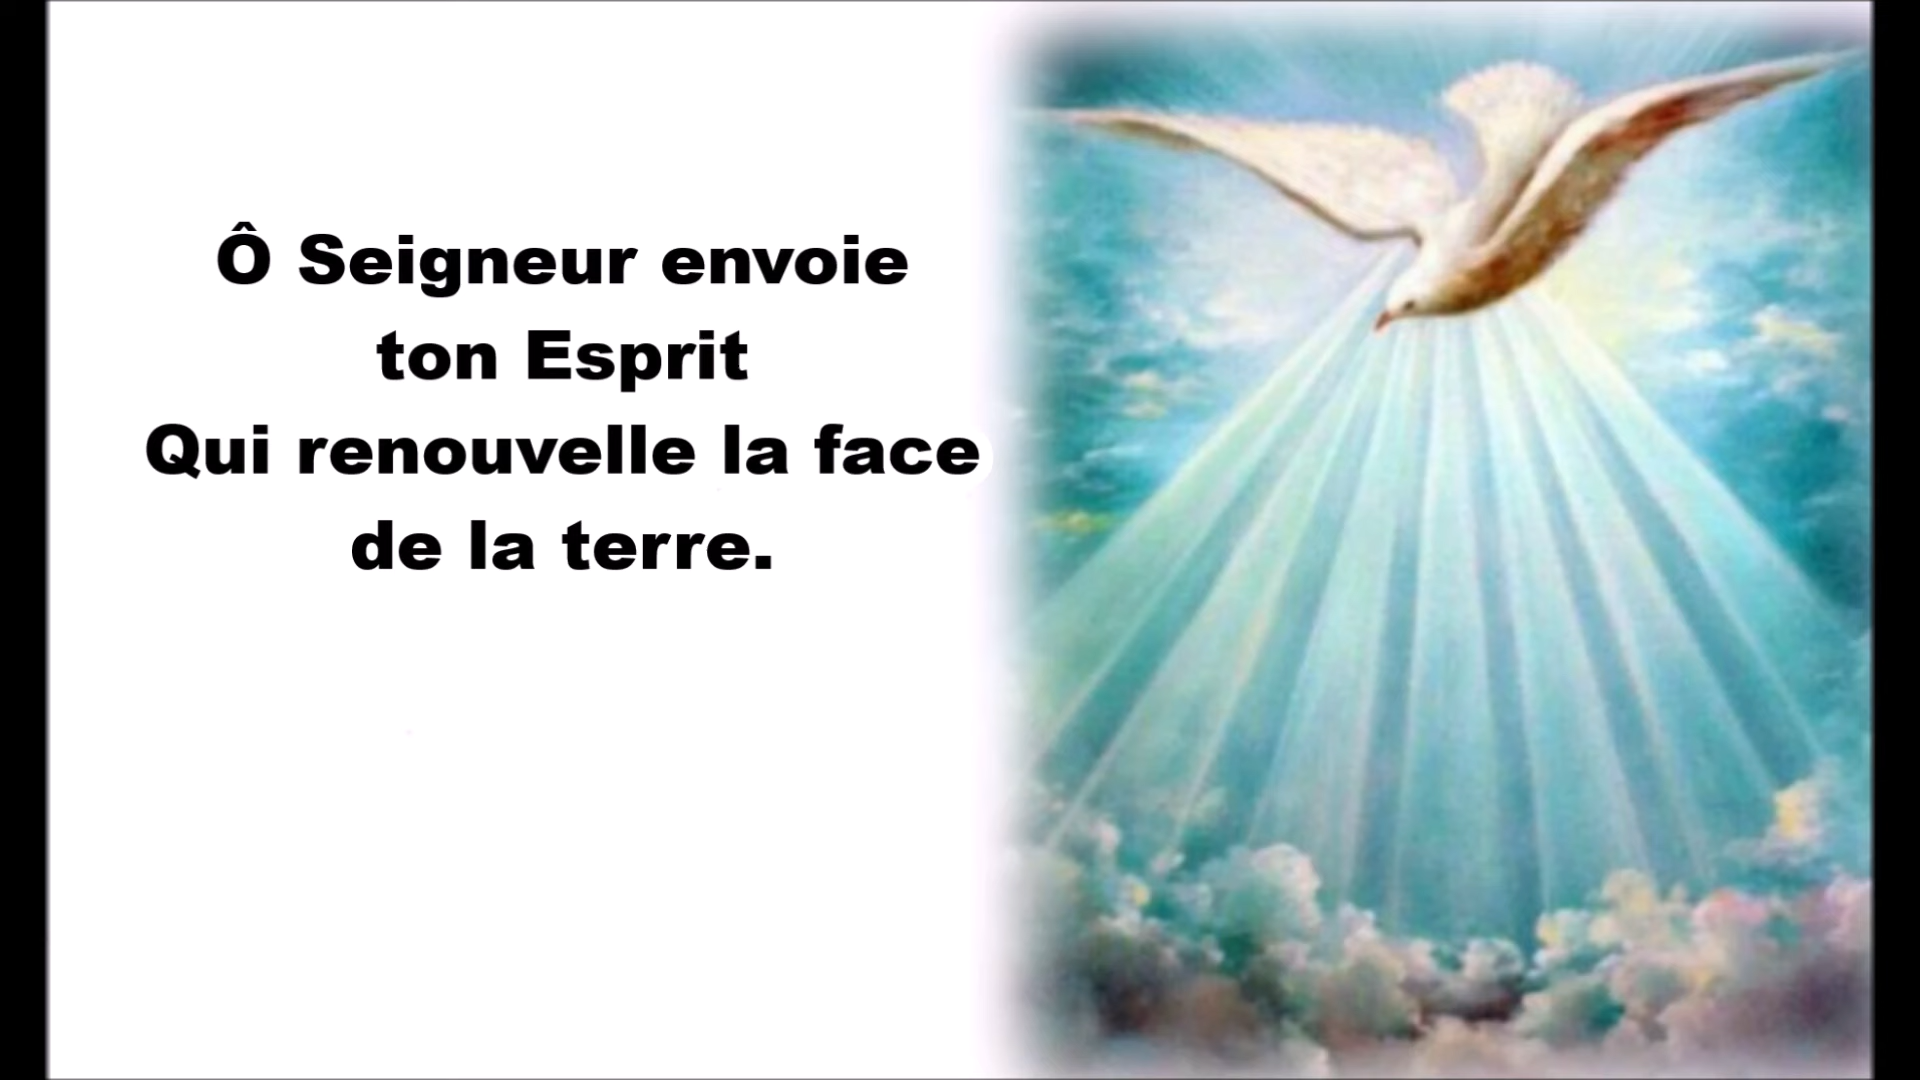 Ô Seigneur envoie
ton Esprit
Qui renouvelle la face
de la terre.